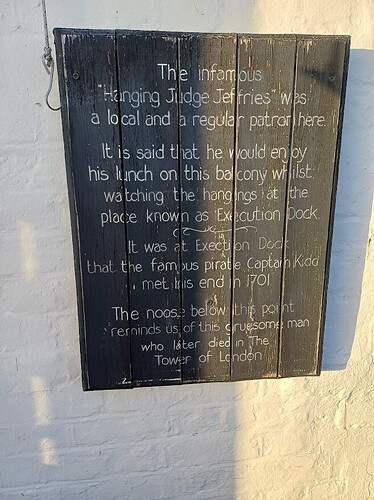 The infamous
"Hanging Judge Jeffries" was
a local and a regular patron here.
It is said that he would enjoy
his lunch on this balcony whilst
watching the hangings at the
place known as Execution Dock.
It was at Exection Dock
that the famous pirate Captain Kidd
met his end in 1701
The noose below this point
reminds us of this gruesome man
who later died in The
Tower of London